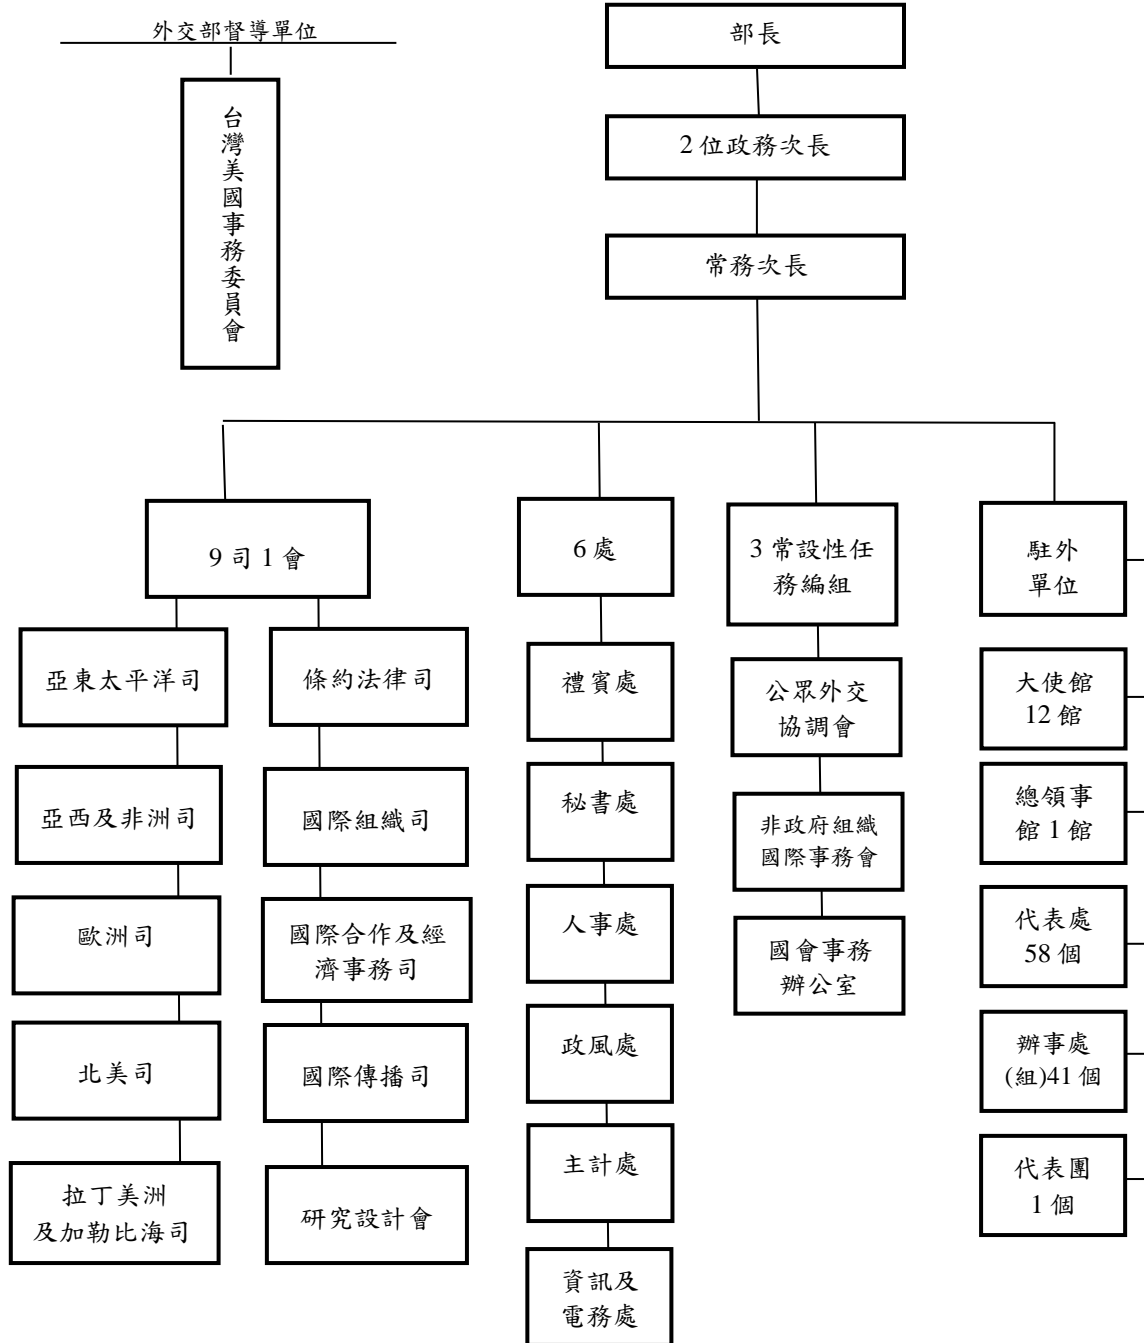 外交部督導單位
台灣美國事務委員會
部長
2 位政務次長
常務次長
9 司 1 會
亞東太平洋司
亞西及非洲司
歐洲司
北美司
拉丁美洲
及加勒比海司
條約法律司
國際組織司
國際合作及經
濟事務司
國際傳播司
研究設計會
6 處
禮賓處
秘書處
人事處
政風處
主計處
資訊及
電務處
3 常設性任
務編組
公眾外交
協調會
非政府組織
國際事務會
國會事務
辦公室
駐外
單位
大使館
12 館
總領事
館 1 館
代表處
58 個
辦事處
(組)41 個
代表團
1 個